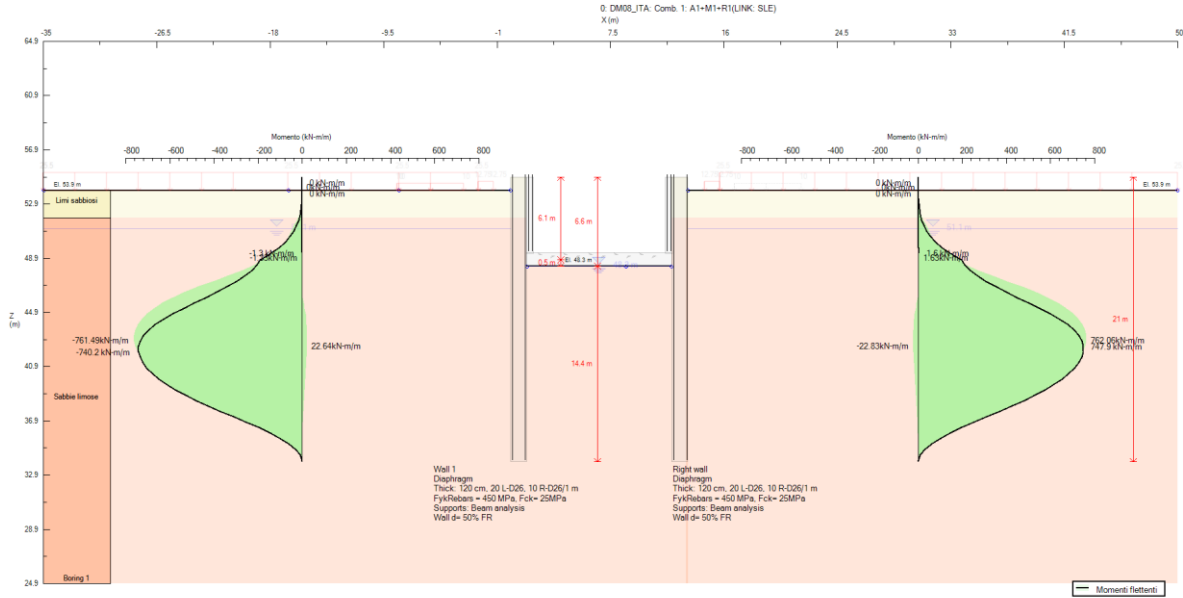 0: DM08_ITA: Comb. 1: A1+M1+R1(LINK: SLE)
X (m)
-35 -26.5 -18 -9.5 -1 7.5 16 24.5 33 41.5 50
64.9
60.9
56.9
52.9
48.9
44.9
40.9
36.9
32.9
28.9
24.9
Z
(m)
Momento (kN-m/m)
-800 -600 -400 -200 0 200 400 600 800
Momento (kN-m/m)
-800 -600 -400 -200 0 200 400 600 800
El. 53.9 m
El. 53.9 m
Limi sabbiosi
Sabbie limose
Boring 1
0 kN-m/m
0 kN-m/m
-1.3 kN-m/m
-761.49kN-m/m
-740.2 kN-m/m
22.64kN-m/m
6.1 m
6.6 m
0.5 m
El. 48.3 m
14.4 m
0 kN-m/m
0 kN-m/m
51.1 m
1.6 kN-m/m
1.63kN-m/m
-22.83kN-m/m
762.06kN-m/m
747.9 kN-m/m
21 m
Wall 1
Diaphragm
Thick: 120 cm, 20 L-D26, 10 R-D26/1 m
FykRebars = 450 MPa, Fck= 25MPa
Supports: Beam analysis
Wall d= 50% FR
Right wall
Diaphragm
Thick: 120 cm, 20 L-D26, 10 R-D26/1 m
FykRebars = 450 MPa, Fck= 25MPa
Supports: Beam analysis
Wall d= 50% FR
Momenti flettenti